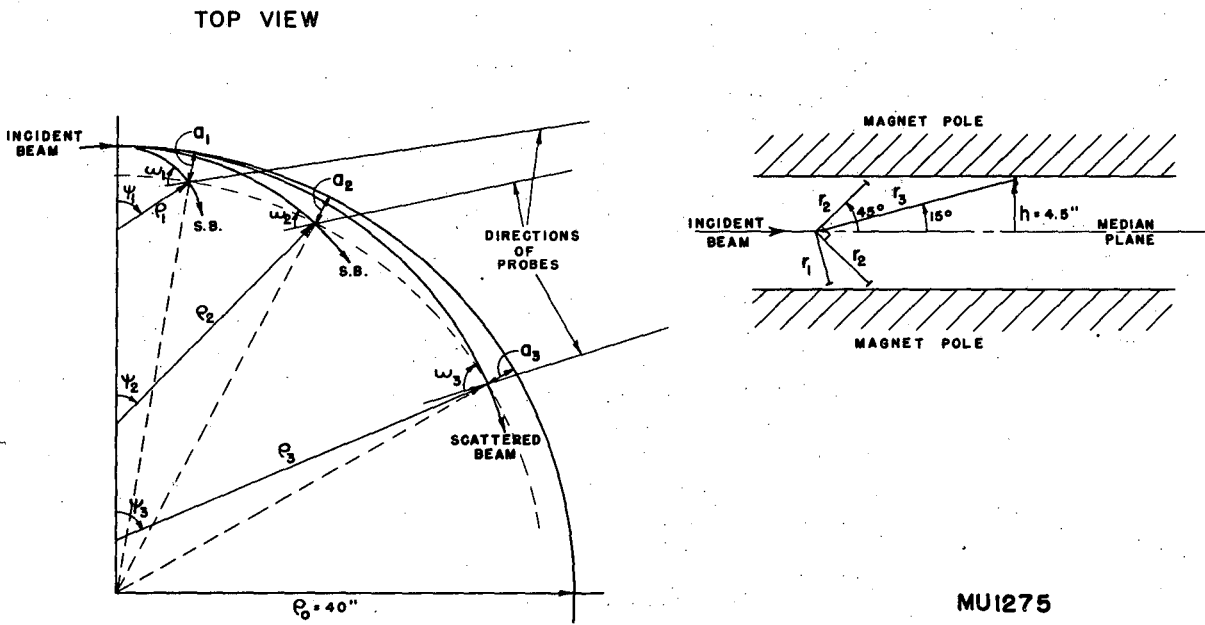 TOP VIEW
INCIDENT
BEAM
a₁
ω₁
Ψ₁
ρ₁
S.B.
a₂
ω₂
S.B.
DIRECTIONS
OF
PROBES
ρ₂
Ψ₂
a₃
ω₃
SCATTERED
BEAM
ρ₃
Ψ₃
ρ₀ = 40"
MAGNET POLE
r₂
r₃
45°
15°
h = 4.5"
INCIDENT
BEAM
MEDIAN
PLANE
r₁
r₂
MAGNET POLE
MU1275